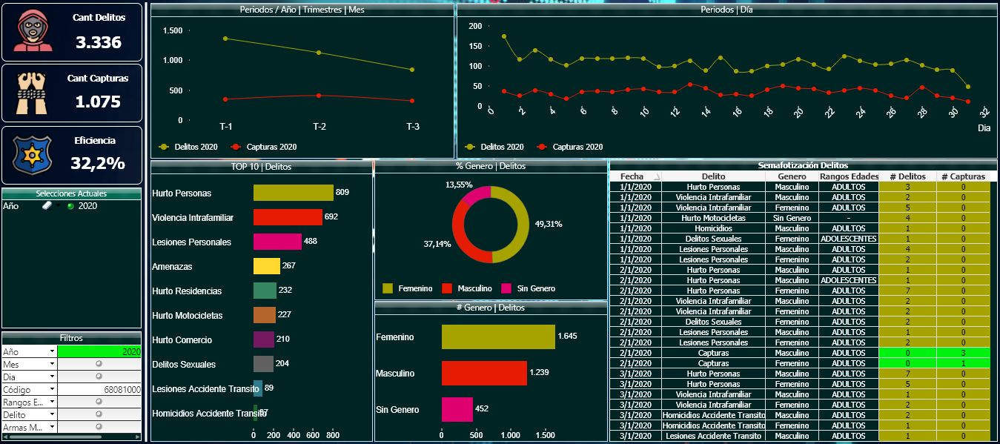 Cant Delitos
3.336
Cant Capturas
1.075
Eficiencia
32,2%
Selecciones Actuales
Año 2020
Filtros
Año 2020
Mes
Dia
Código 68081000
Rangos E...
Delito
Armas M...
Periodos / Año | Trimestres | Mes
1.500
1.000
500
0
T-1 T-2 T-3
Delitos 2020 Capturas 2020
Periodos | Día
200
150
100
50
0
0 2 4 6 8 10 12 14 16 18 20 22 24 26 28 30 32
Dia
Delitos 2020 Capturas 2020
TOP 10 | Delitos
Hurto Personas 809
Violencia Intrafamiliar 692
Lesiones Personales 488
Amenazas 267
Hurto Residencias 232
Hurto Motocicletas 227
Hurto Comercio 210
Delitos Sexuales 204
Lesiones Accidente Transito 89
Homicidios Accidente Transito
0 200 400 600 800
% Genero | Delitos
13,55%
49,31%
37,14%
Femenino Masculino Sin Genero
# Genero | Delitos
Femenino 1.645
Masculino 1.239
Sin Genero 452
0 500 1.000 1.500
Semafotización Delitos
Fecha Delito Genero Rangos Edades # Delitos # Capturas
1/1/2020 Hurto Personas Masculino ADULTOS 3 0
1/1/2020 Violencia Intrafamiliar Masculino ADULTOS 2 0
1/1/2020 Violencia Intrafamiliar Femenino ADULTOS 5 0
1/1/2020 Hurto Motocicletas Sin Genero - 4 0
1/1/2020 Homicidios Masculino ADULTOS 1 0
1/1/2020 Delitos Sexuales Femenino ADOLESCENTES 1 0
1/1/2020 Lesiones Personales Masculino ADULTOS 4 0
1/1/2020 Lesiones Personales Femenino ADULTOS 2 0
2/1/2020 Hurto Personas Masculino ADULTOS 1 0
2/1/2020 Hurto Personas Masculino ADOLESCENTES 1 0
2/1/2020 Hurto Personas Femenino ADULTOS 7 0
2/1/2020 Violencia Intrafamiliar Masculino ADULTOS 2 0
2/1/2020 Violencia Intrafamiliar Femenino ADULTOS 2 0
2/1/2020 Delitos Sexuales Femenino ADULTOS 2 0
2/1/2020 Lesiones Personales Masculino ADULTOS 1 0
2/1/2020 Lesiones Personales Femenino ADULTOS 2 0
2/1/2020 Capturas Masculino ADULTOS 0 3
2/1/2020 Capturas Femenino ADULTOS 0 1
3/1/2020 Hurto Personas Masculino ADULTOS 7 0
3/1/2020 Hurto Personas Femenino ADULTOS 5 0
3/1/2020 Violencia Intrafamiliar Masculino ADULTOS 1 0
3/1/2020 Violencia Intrafamiliar Femenino ADULTOS 2 0
3/1/2020 Homicidios Accidente Transito Masculino ADULTOS 2 0
3/1/2020 Homicidios Accidente Transito Femenino ADULTOS 1 0
3/1/2020 Lesiones Accidente Transito Masculino ADULTOS 1 0